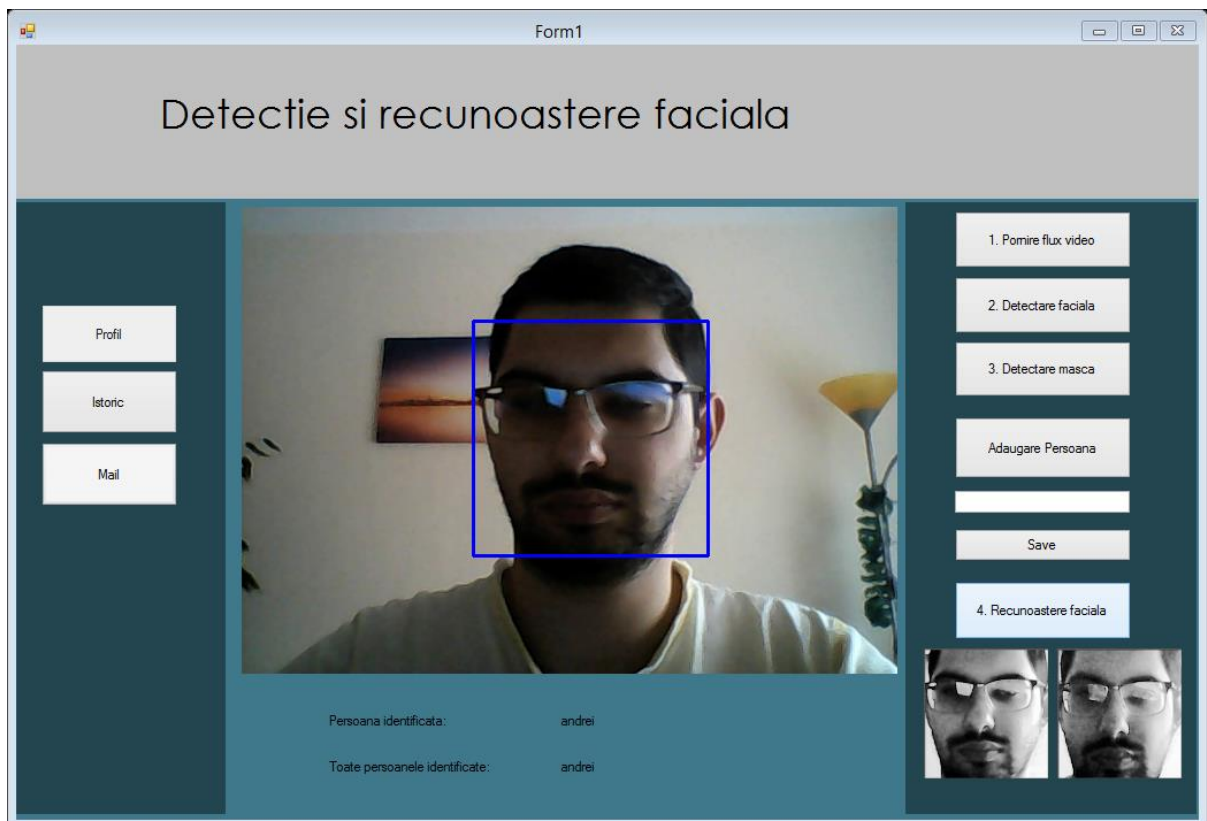 Form1
Detectie si recunoastere faciala
Profil
Istoric
Mail
1. Pornire flux video
2. Detectare faciala
3. Detectare masca
Adaugare Persoana
Save
4. Recunoastere faciala
Persoana identificata: andrei
Toate persoanele identificate: andrei